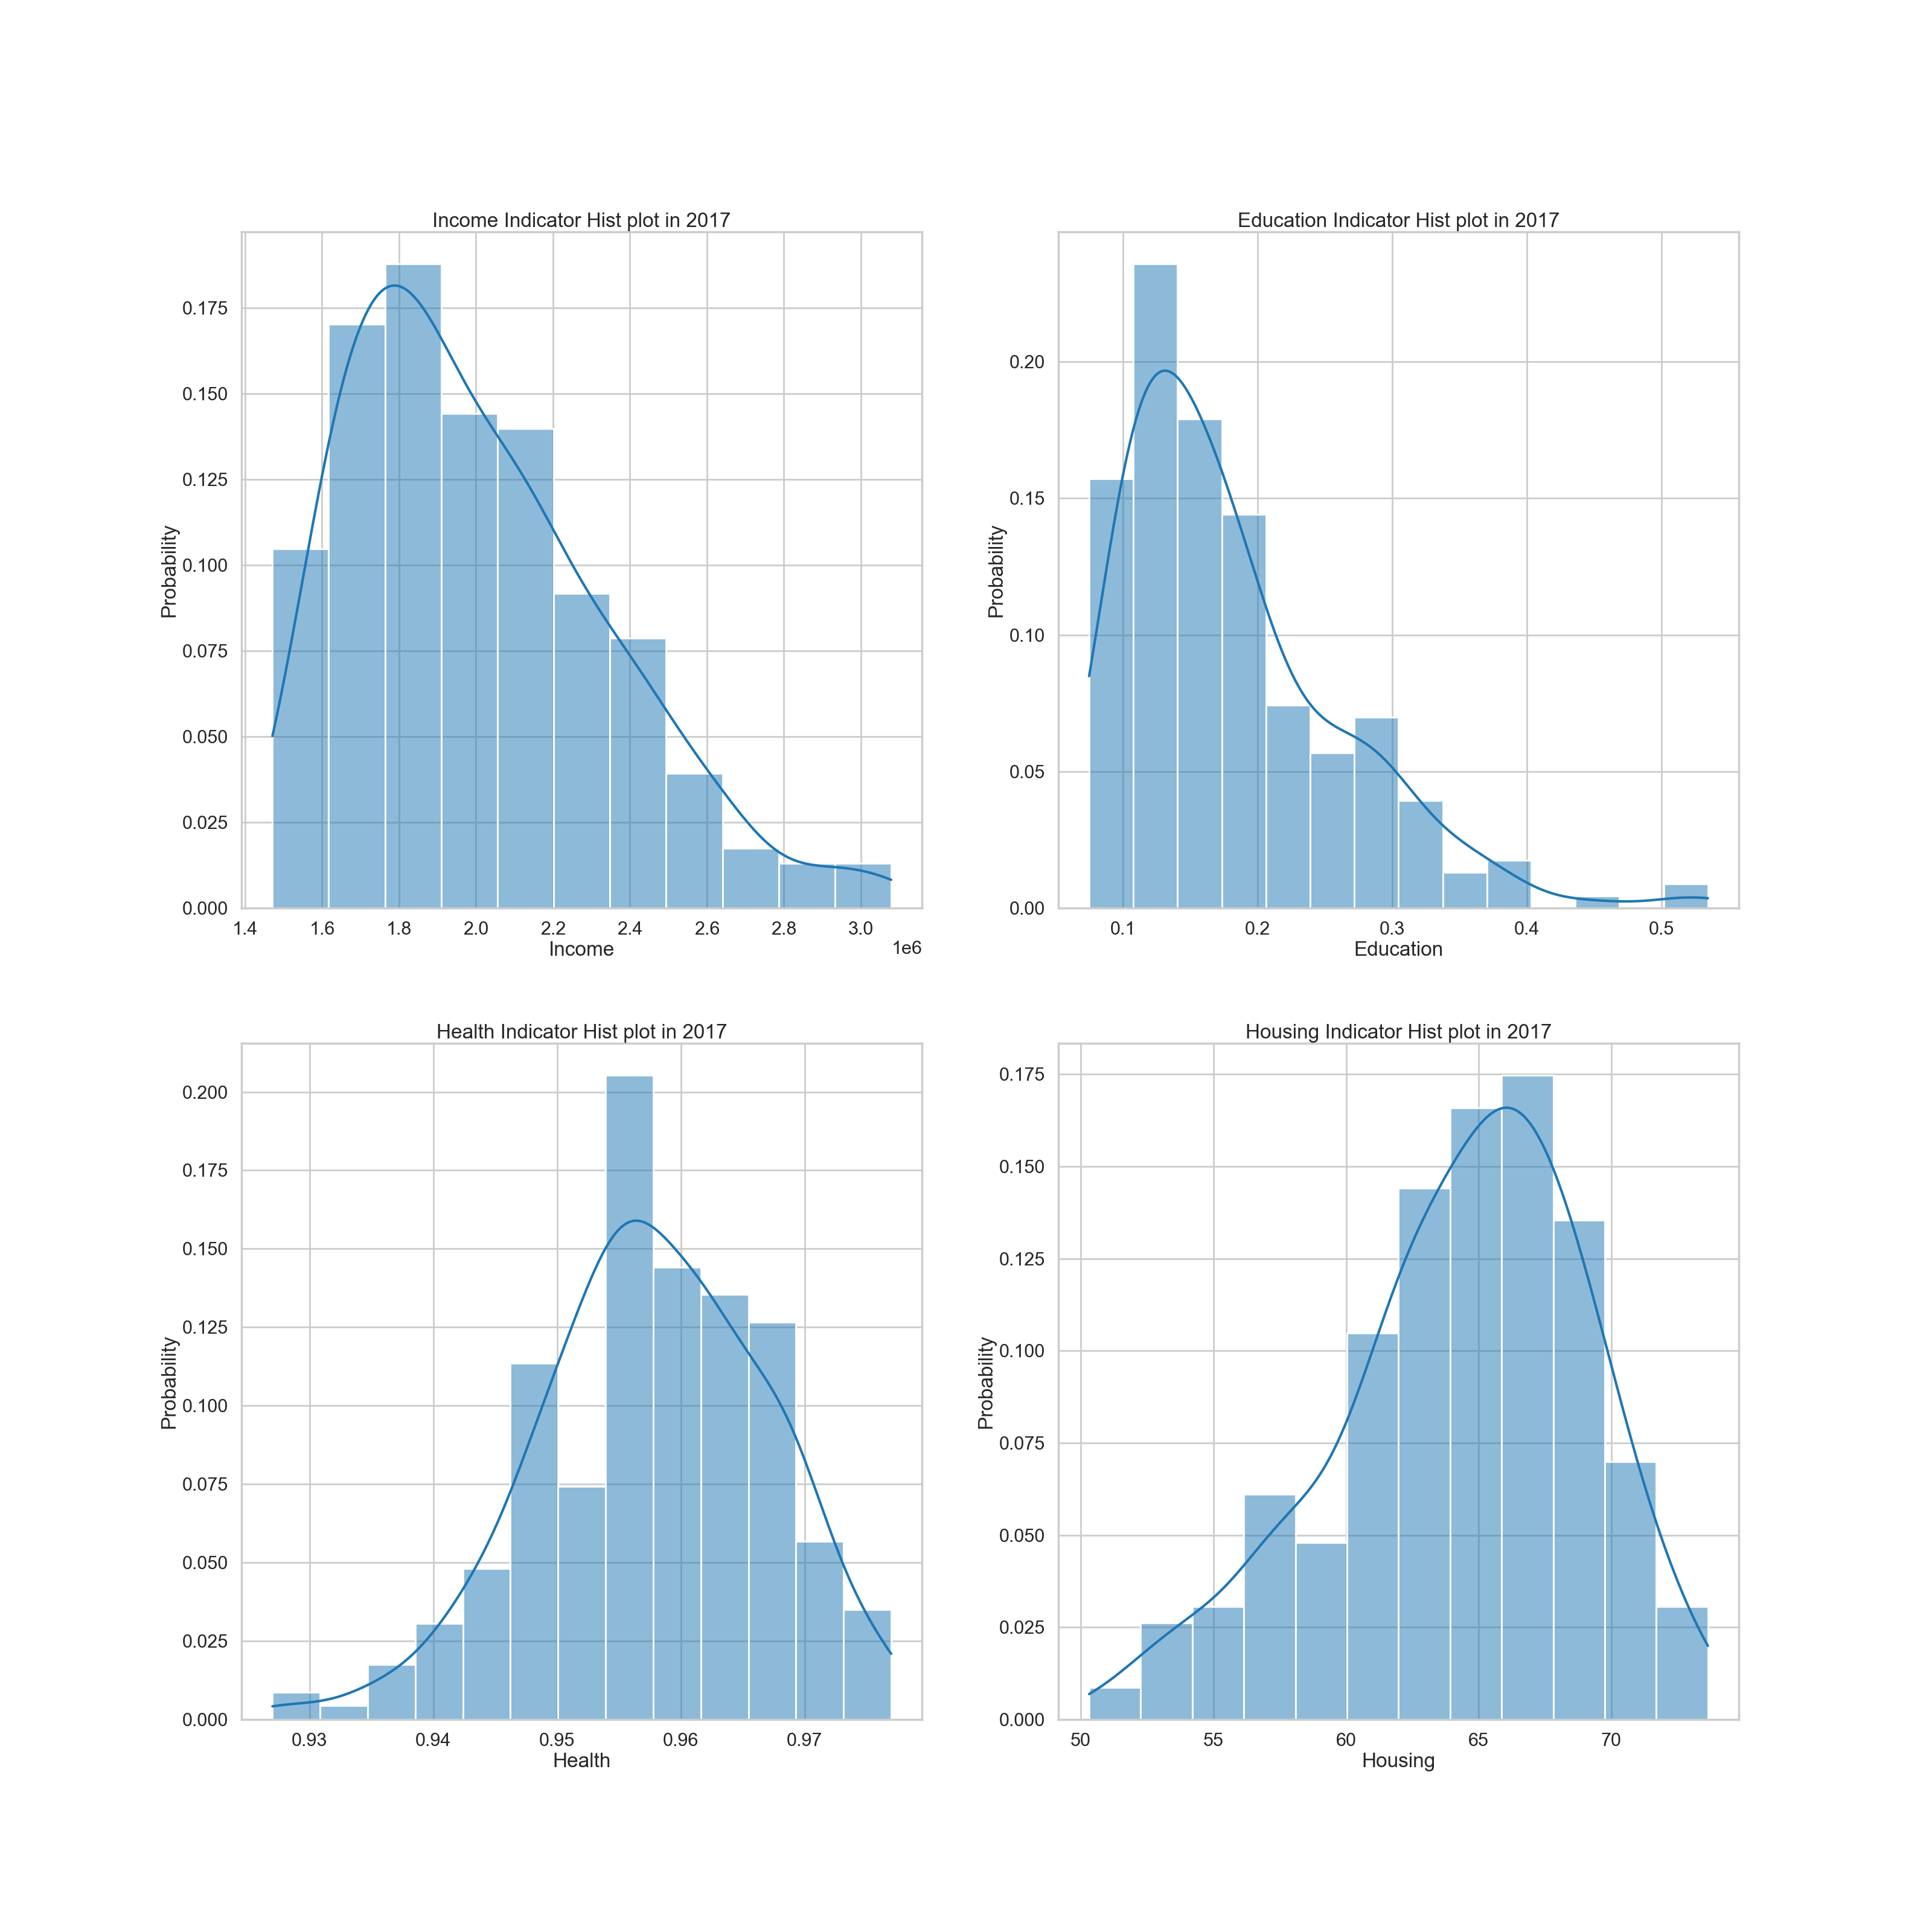 Income Indicator Hist plot in 2017
Probability
0.175
0.150
0.125
0.100
0.075
0.050
0.025
0.000
1.4 1.6 1.8 2.0 2.2 2.4 2.6 2.8 3.0
1e6
Income
Education Indicator Hist plot in 2017
Probability
0.20
0.15
0.10
0.05
0.00
0.1 0.2 0.3 0.4 0.5
Education
Health Indicator Hist plot in 2017
Probability
0.200
0.175
0.150
0.125
0.100
0.075
0.050
0.025
0.000
0.93 0.94 0.95 0.96 0.97
Health
Housing Indicator Hist plot in 2017
Probability
0.175
0.150
0.125
0.100
0.075
0.050
0.025
0.000
50 55 60 65 70
Housing